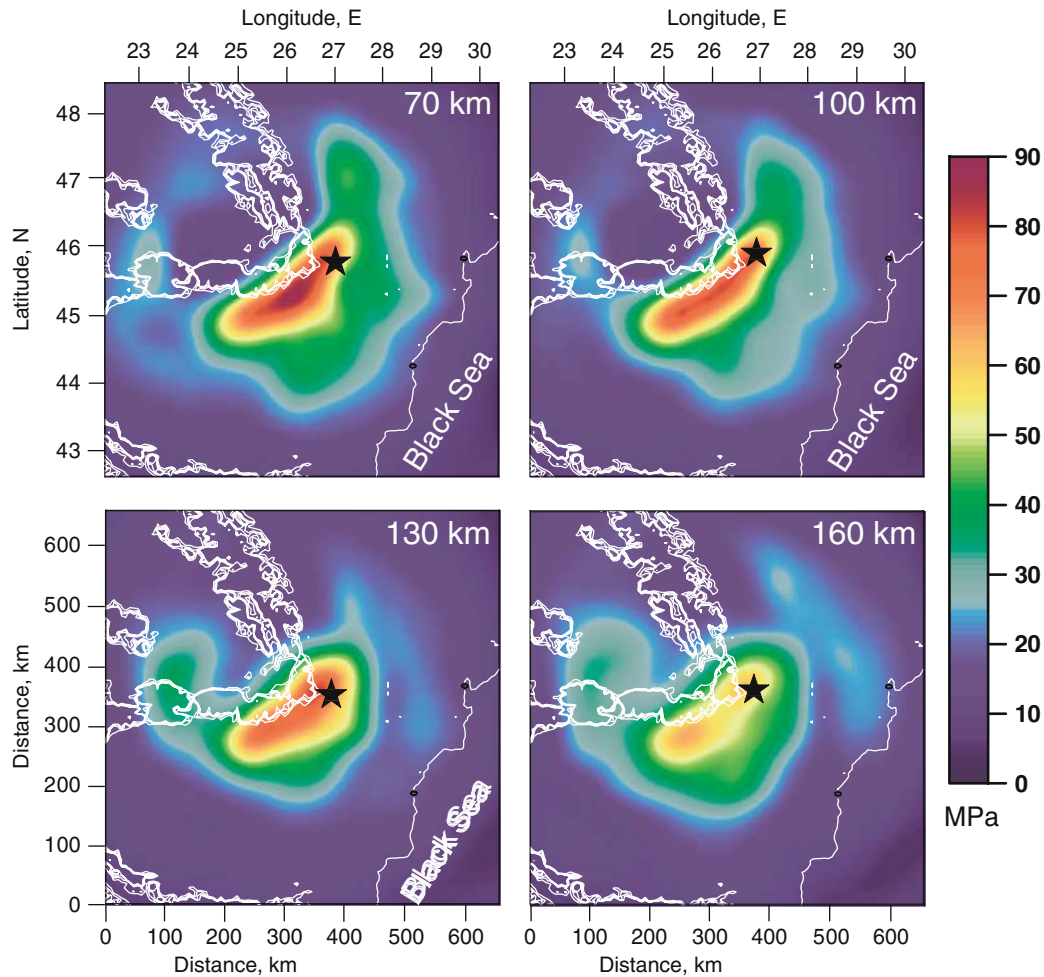 Longitude, E
Longitude, E
23 24 25 26 27 28 29 30
23 24 25 26 27 28 29 30
70 km
100 km
48
47
46
45
44
43
Latitude, N
Black Sea
Black Sea
90
80
70
60
50
40
30
20
10
0
MPa
130 km
160 km
600
500
400
300
200
100
0
Distance, km
Black Sea
Black Sea
0 100 200 300 400 500 600
0 100 200 300 400 500 600
Distance, km
Distance, km